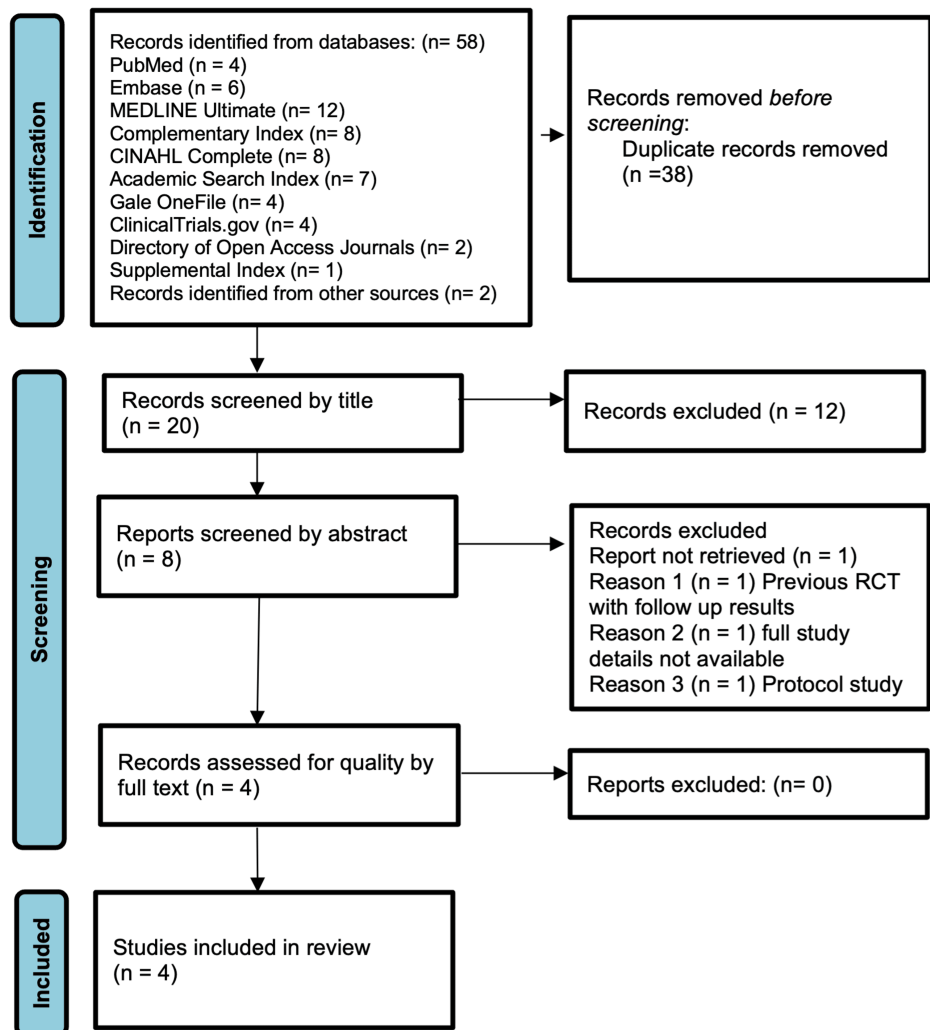 Identification
Records identified from databases: (n= 58)
PubMed (n = 4)
Embase (n = 6)
MEDLINE Ultimate (n= 12)
Complementary Index (n= 8)
CINAHL Complete (n= 8)
Academic Search Index (n= 7)
Gale OneFile (n= 4)
ClinicalTrials.gov (n= 4)
Directory of Open Access Journals (n= 2)
Supplemental Index (n= 1)
Records identified from other sources (n= 2)
Records removed before
screening:
Duplicate records removed
(n =38)
Screening
Records screened by title
(n = 20)
Records excluded (n = 12)
Reports screened by abstract
(n = 8)
Records excluded
Report not retrieved (n = 1)
Reason 1 (n = 1) Previous RCT
with follow up results
Reason 2 (n = 1) full study
details not available
Reason 3 (n = 1) Protocol study
Records assessed for quality by
full text (n = 4)
Reports excluded: (n= 0)
Included
Studies included in review
(n = 4)